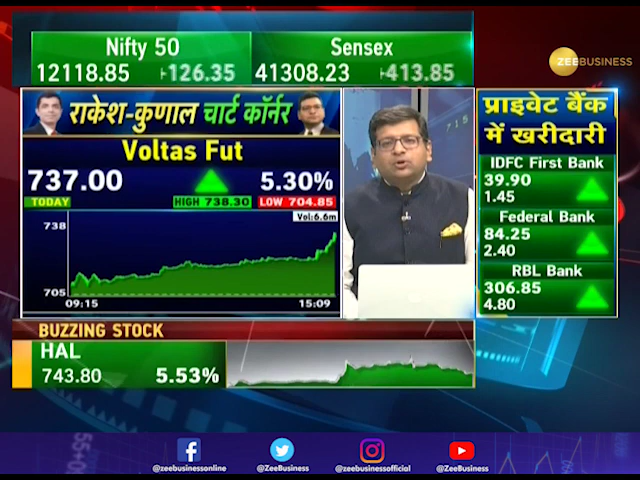 Nifty 50
12118.85 +126.35
Sensex
41308.23 +413.85
ZEEBUSINESS
राकेश-कुणाल चार्ट कॉर्नर
Voltas Fut
737.00 5.30%
TODAY HIGH 738.30 LOW 704.85
Vol:6.6m
738
705
09:15 15:09
715
प्राइवेट बैंक
में खरीदारी
IDFC First Bank
39.90
1.45
Federal Bank
84.25
2.40
RBL Bank
306.85
4.80
BUZZING STOCK
HAL
743.80 5.53%
@zeebusinessonline @ZeeBusiness @zeebusinessofficial @ZeeBusiness